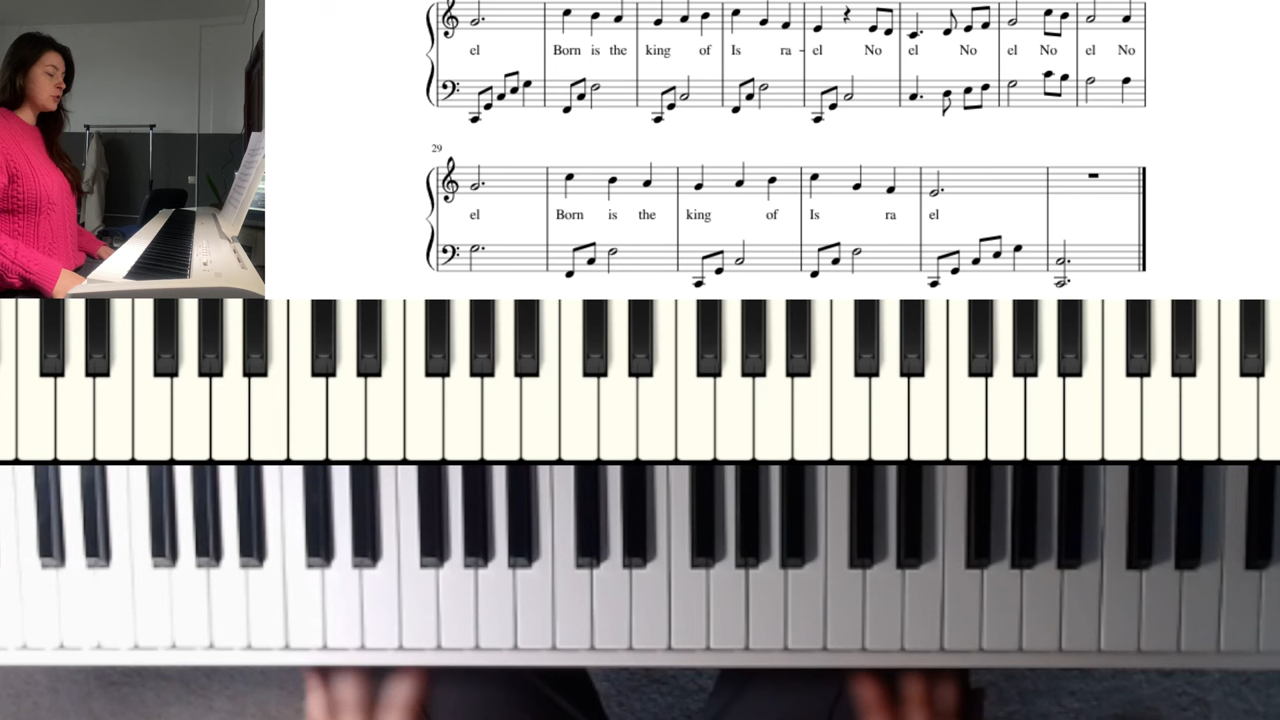 el Born is the king of Is ra - el No el No el No el No
29
el Born is the king of Is ra el